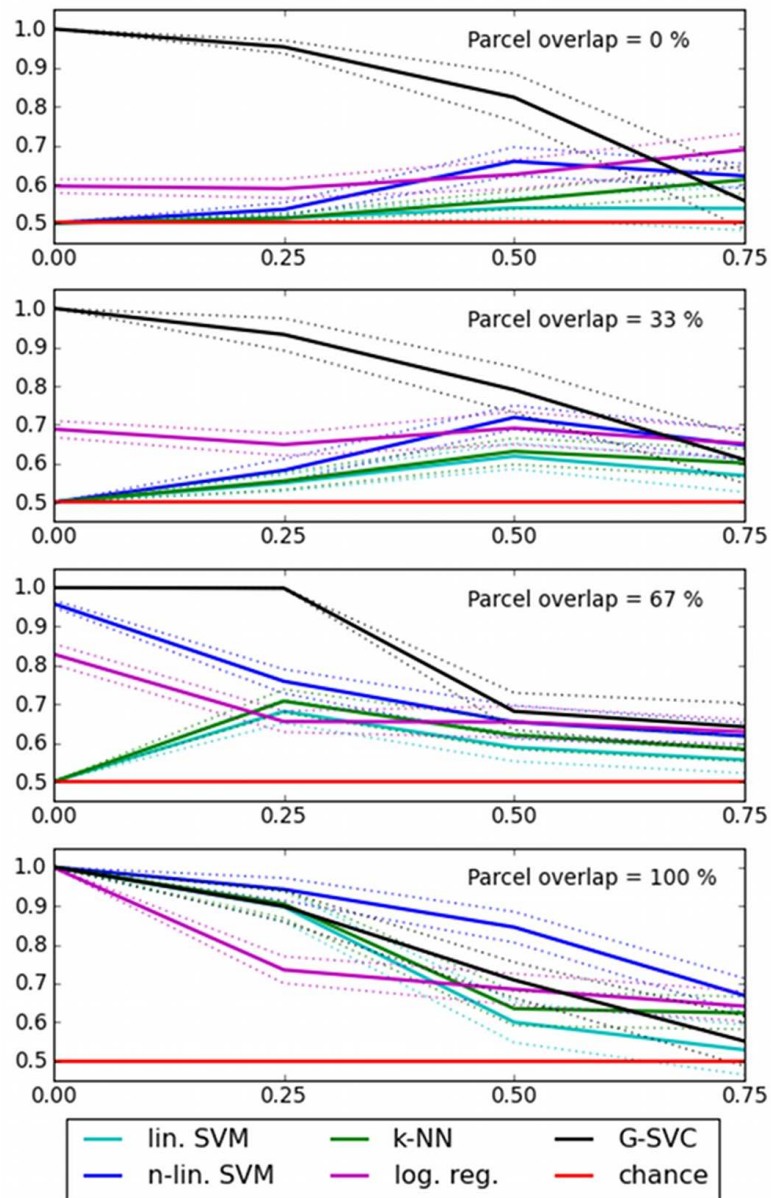 1.0
Parcel overlap = 0 %
0.9
0.8
0.7
0.6
0.5
0.00 0.25 0.50 0.75
1.0
Parcel overlap = 33 %
0.9
0.8
0.7
0.6
0.5
0.00 0.25 0.50 0.75
1.0
Parcel overlap = 67 %
0.9
0.8
0.7
0.6
0.5
0.00 0.25 0.50 0.75
1.0
Parcel overlap = 100 %
0.9
0.8
0.7
0.6
0.5
0.00 0.25 0.50 0.75
lin. SVM k-NN G-SVC
n-lin. SVM log. reg. chance